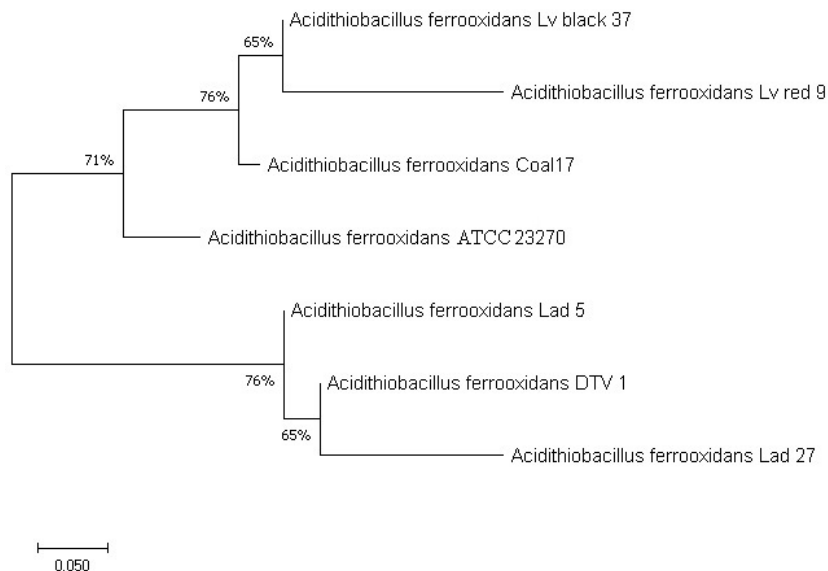 Acidithiobacillus ferrooxidans Lv black 37
65%
Acidithiobacillus ferrooxidans Lv red 9
76%
Acidithiobacillus ferrooxidans Coal17
71%
Acidithiobacillus ferrooxidans ATCC 23270
Acidithiobacillus ferrooxidans Lad 5
76%
Acidithiobacillus ferrooxidans DTV 1
65%
Acidithiobacillus ferrooxidans Lad 27
0.050